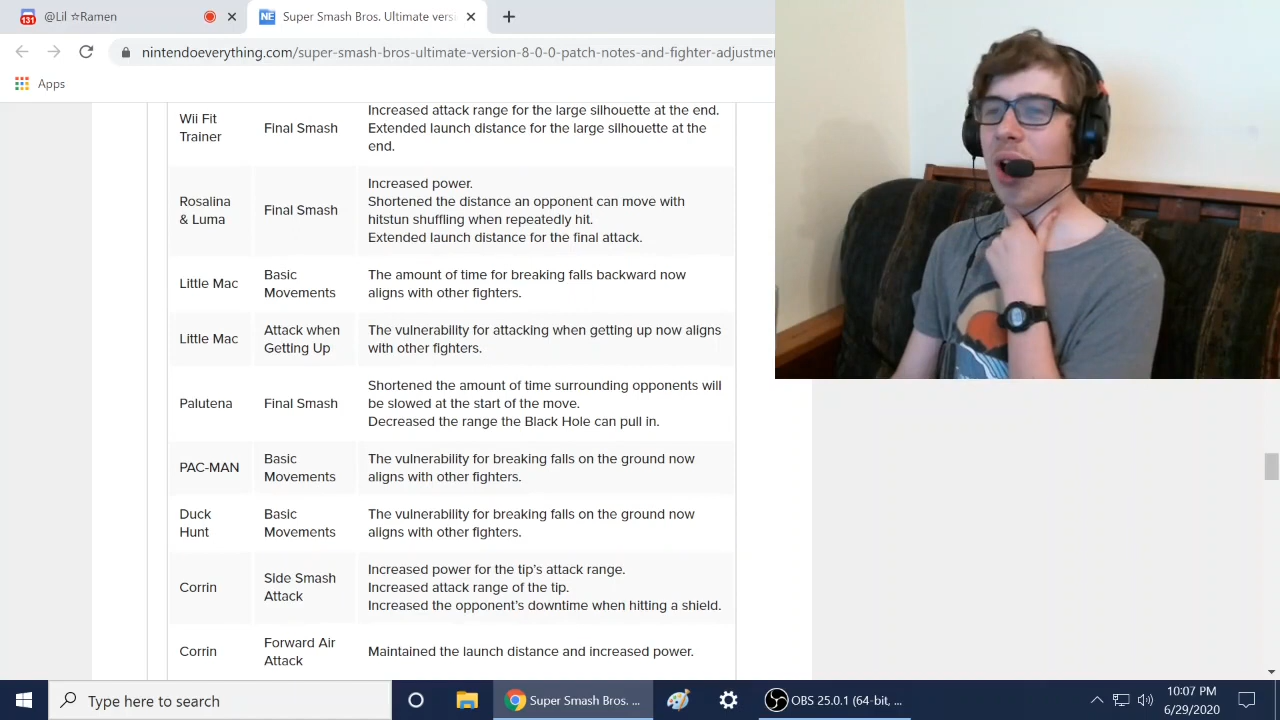 131
@Lil ☆Ramen
NE
Super Smash Bros. Ultimate vers
nintendoeverything.com/super-smash-bros-ultimate-version-8-0-0-patch-notes-and-fighter-adjustme
Apps
Wii Fit
Trainer
Final Smash
Increased attack range for the large silhouette at the end.
Extended launch distance for the large silhouette at the
end.
Rosalina
& Luma
Final Smash
Increased power.
Shortened the distance an opponent can move with
hitstun shuffling when repeatedly hit.
Extended launch distance for the final attack.
Little Mac
Basic
Movements
The amount of time for breaking falls backward now
aligns with other fighters.
Little Mac
Attack when
Getting Up
The vulnerability for attacking when getting up now aligns
with other fighters.
Palutena
Final Smash
Shortened the amount of time surrounding opponents will
be slowed at the start of the move.
Decreased the range the Black Hole can pull in.
PAC-MAN
Basic
Movements
The vulnerability for breaking falls on the ground now
aligns with other fighters.
Duck
Hunt
Basic
Movements
The vulnerability for breaking falls on the ground now
aligns with other fighters.
Corrin
Side Smash
Attack
Increased power for the tip's attack range.
Increased attack range of the tip.
Increased the opponent's downtime when hitting a shield.
Corrin
Forward Air
Attack
Maintained the launch distance and increased power.
Type here to search
Super Smash Bros. ...
OBS 25.0.1 (64-bit, ...
10:07 PM
6/29/2020